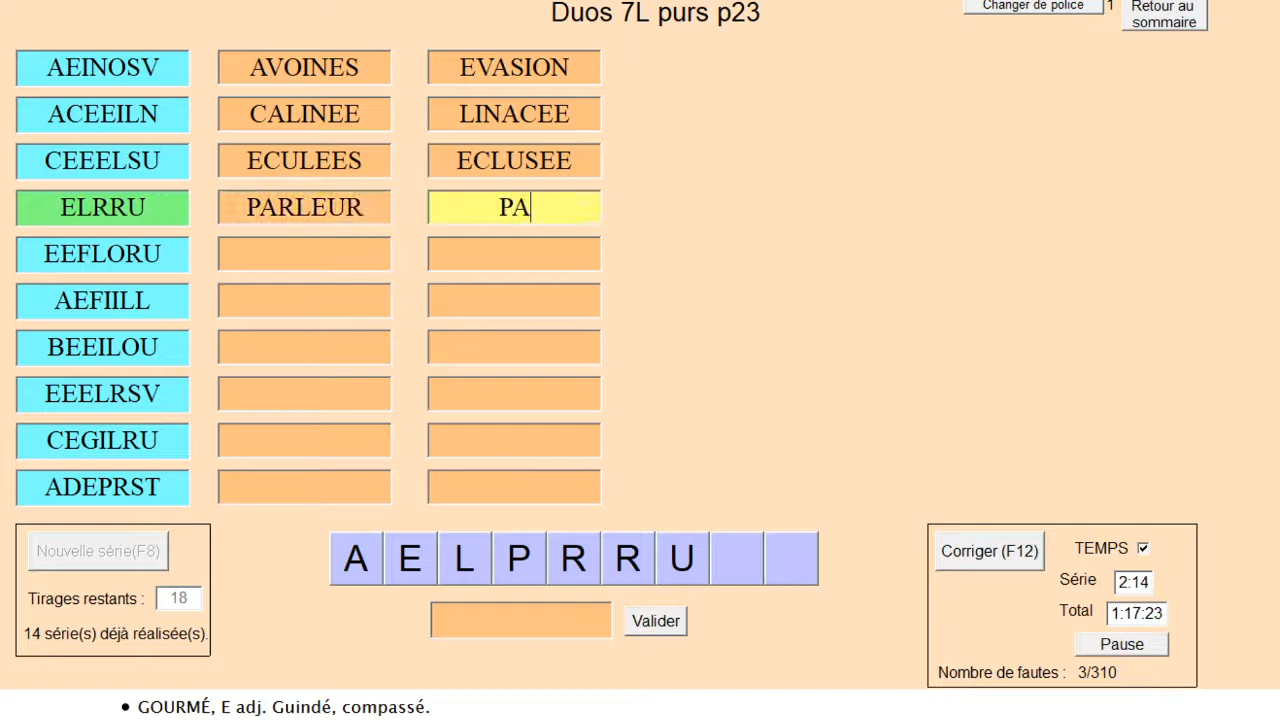 Duos 7L purs p23
Changer de police 1 Retour au sommaire
AEINOSV AVOINES EVASION
ACEEILN CALINEE LINACEE
CEEELSU ECULEES ECLUSEE
ELRRU PARLEUR PA
EEFLORU
AEFIILL
BEEILOU
EEELRSV
CEGILRU
ADEPRST
Nouvelle série(F8)
Tirages restants : 18
14 série(s) déjà réalisée(s).
A E L P R R U
Valider
Corriger (F12) TEMPS
Série 2:14
Total 1:17:23
Pause
Nombre de fautes : 3/310
• GOURMÉ, E adj. Guindé, compassé.